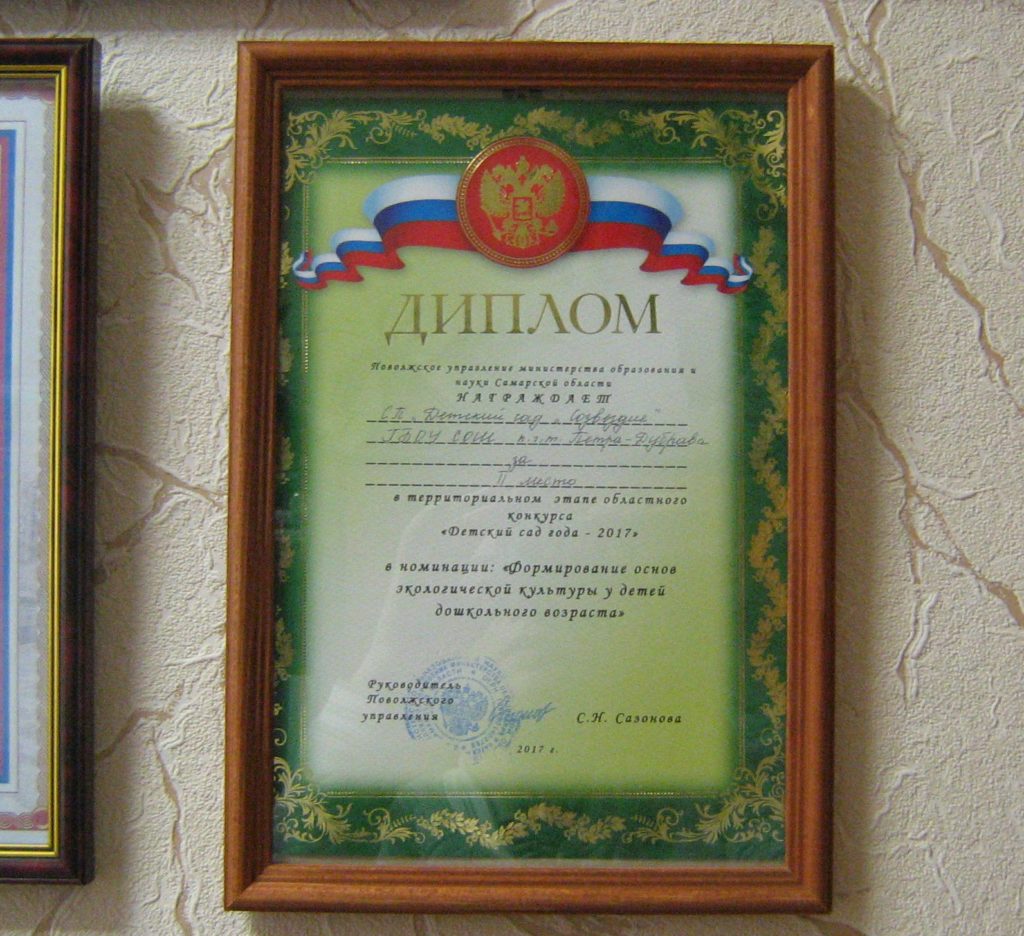 ДИПЛОМ
Поволжское управление министерства образования и
науки Самарской области
НАГРАЖДАЕТ
СП „Детский сад „Созвездие"
ГБОУ СОШ п.г.т. Петра-Дубрава
за
II место
в территориальном этапе областного
конкурса
«Детский сад года - 2017»
в номинации: «Формирование основ
экологической культуры у детей
дошкольного возраста»
Руководитель
Поволжского
управления С.Н. Сазонова
2017 г.